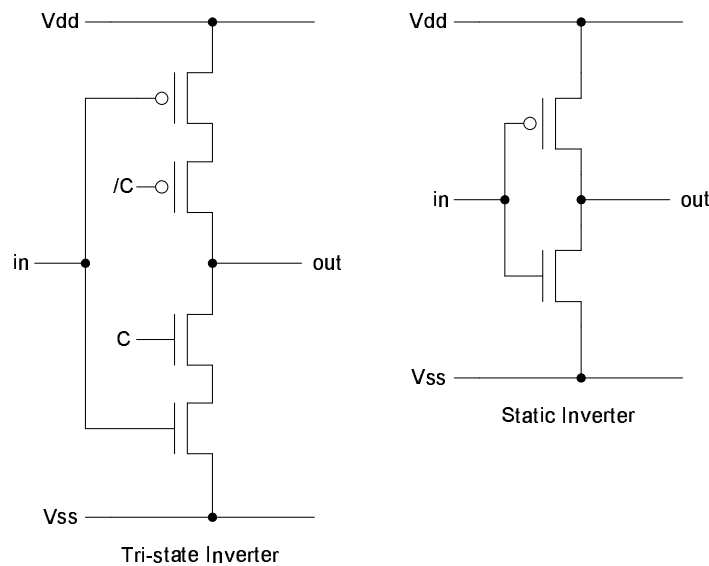 Vdd
/C
in
out
C
Vss
Tri-state Inverter
Vdd
in
out
Vss
Static Inverter